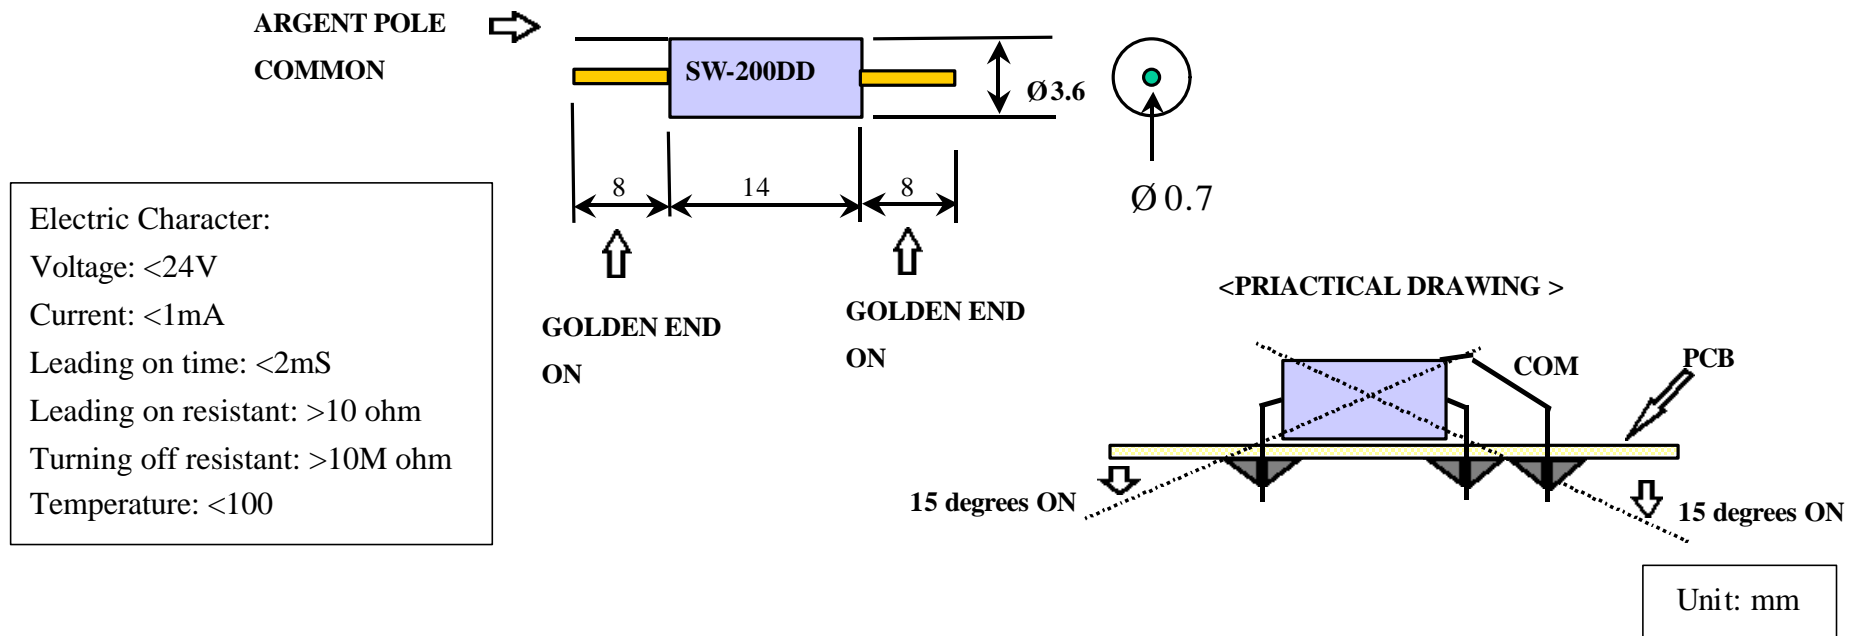 ARGENT POLE
COMMON
SW-200DD
Ø3.6
Ø0.7
8
14
8
Electric Character:
Voltage: <24V
Current: <1mA
Leading on time: <2mS
Leading on resistant: >10 ohm
Turning off resistant: >10M ohm
Temperature: <100
GOLDEN END
ON
GOLDEN END
ON
<PRIACTICAL DRAWING >
COM
PCB
15 degrees ON
15 degrees ON
Unit: mm